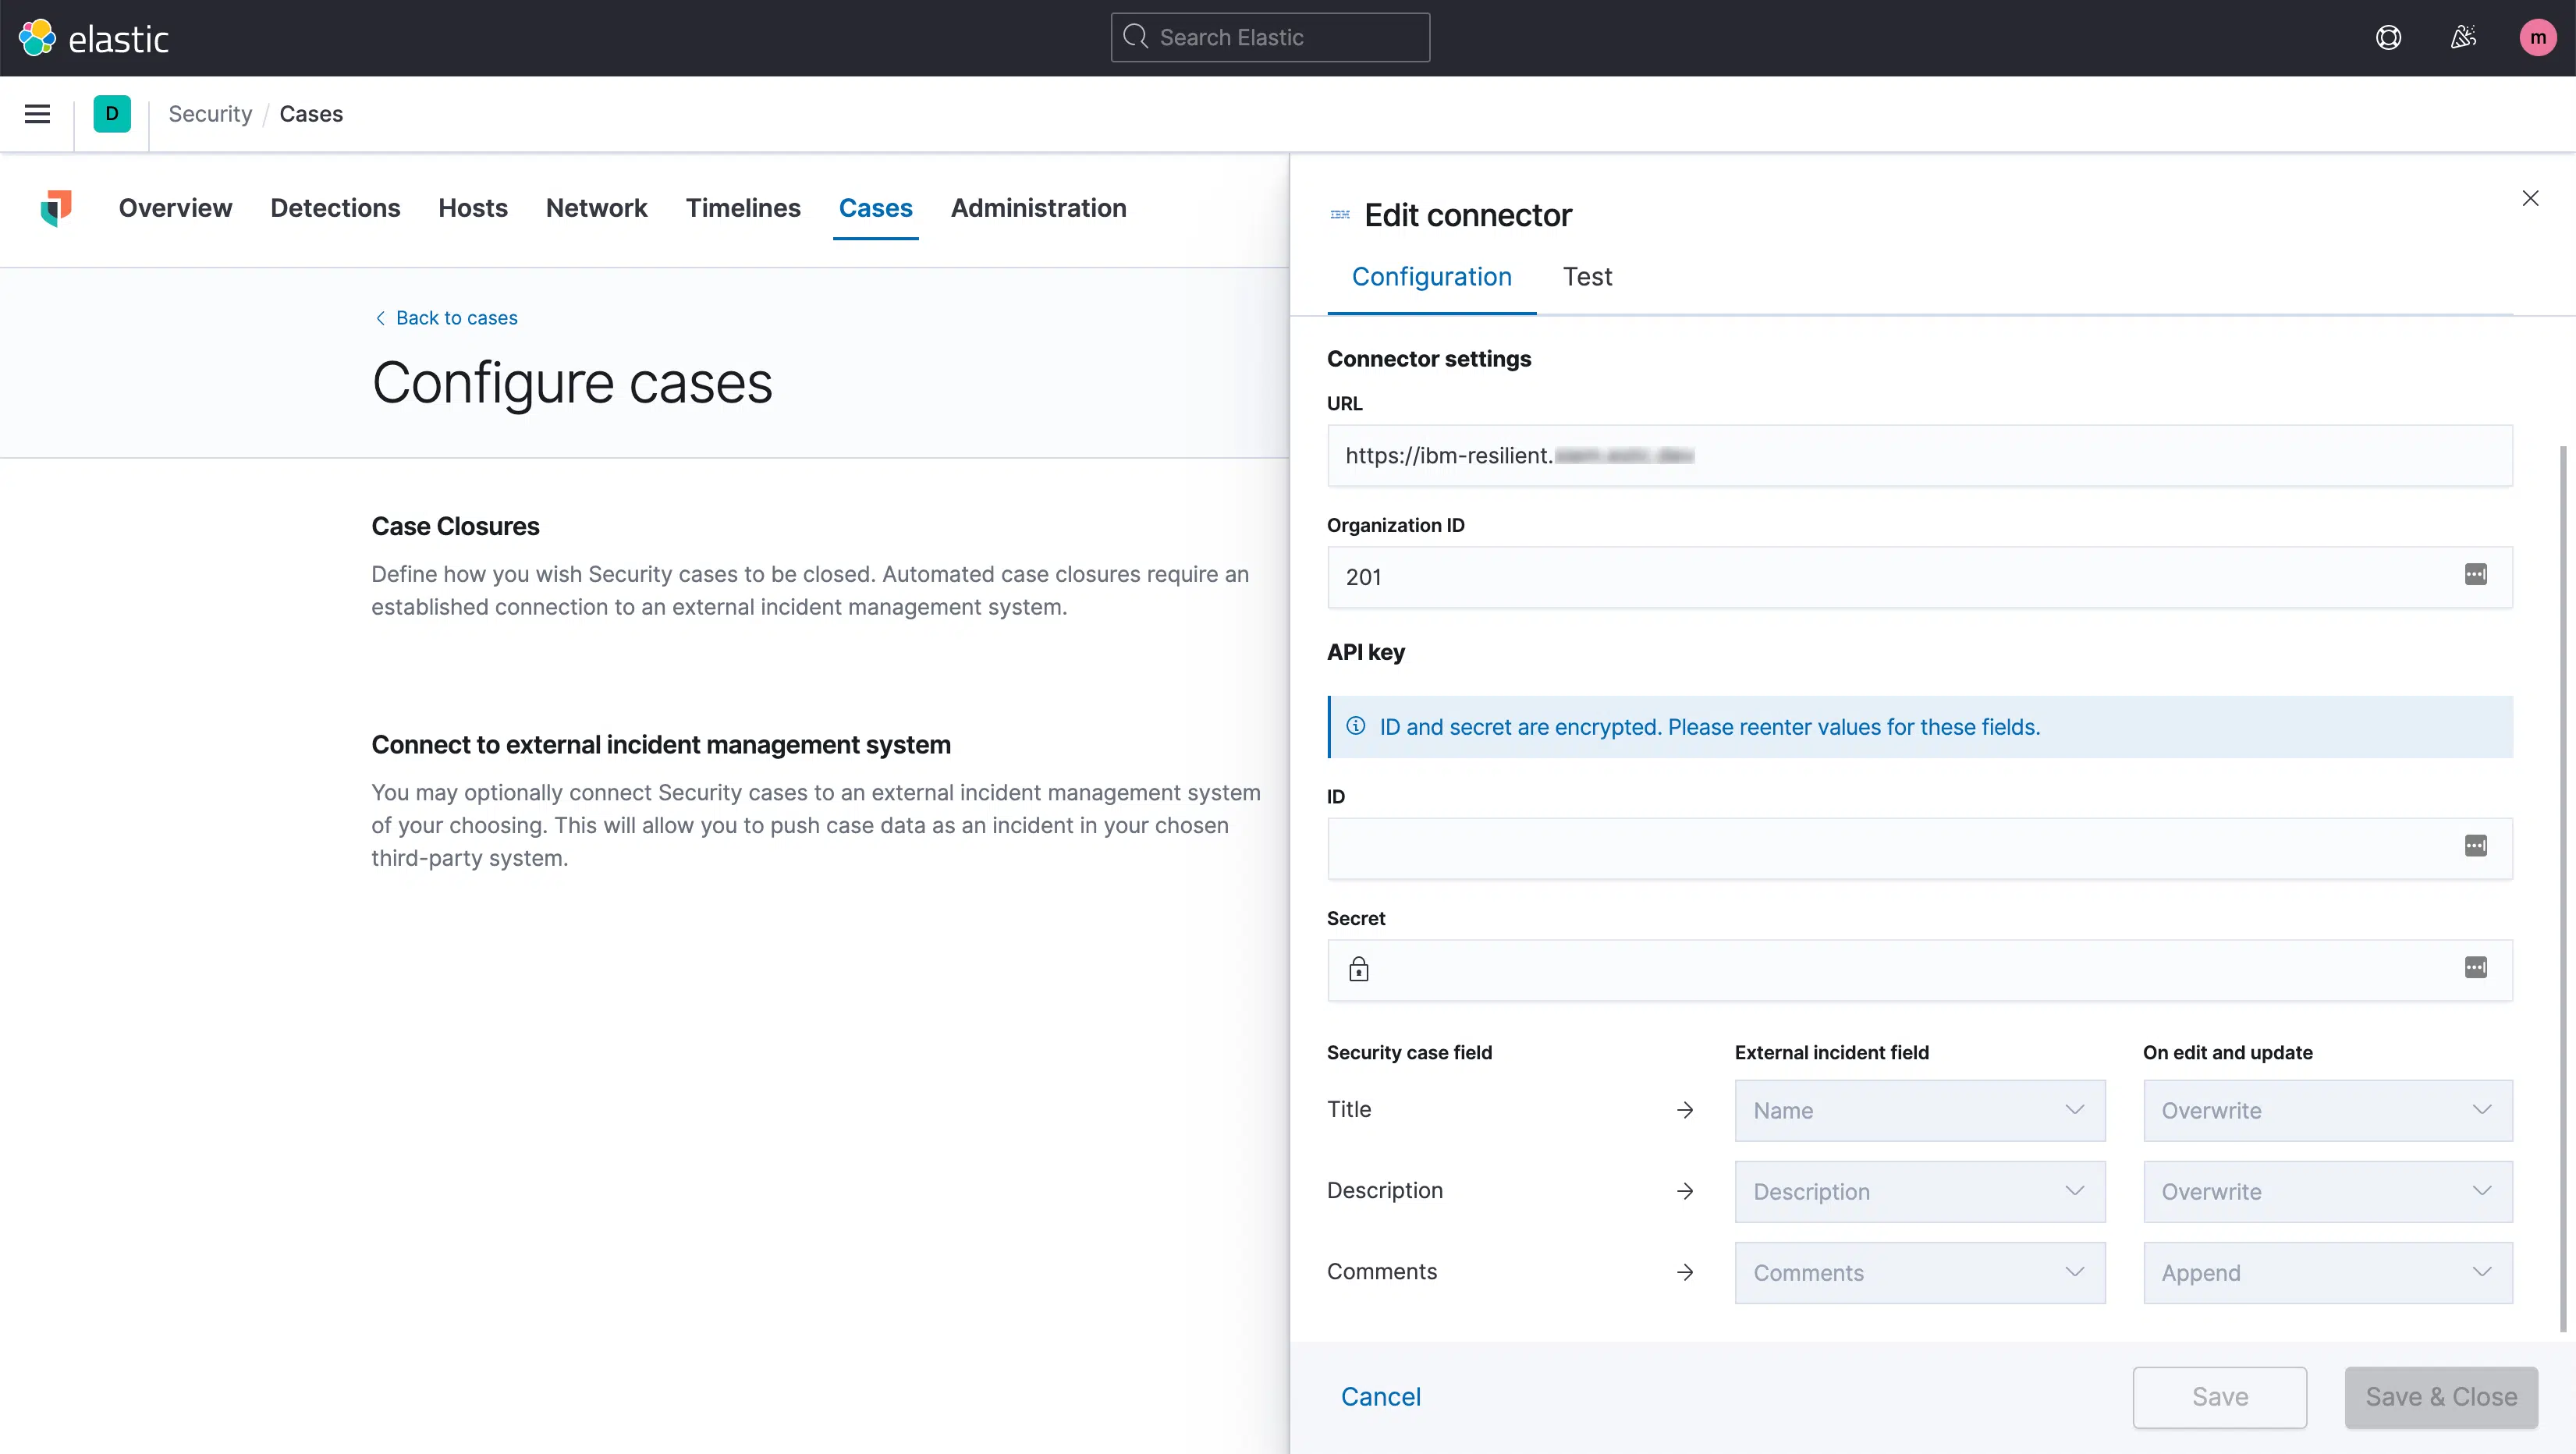 elastic
Search Elastic
m
D
Security / Cases
Overview Detections Hosts Network Timelines Cases Administration
Back to cases
Configure cases
Case Closures
Define how you wish Security cases to be closed. Automated case closures require an
established connection to an external incident management system.
Connect to external incident management system
You may optionally connect Security cases to an external incident management system
of your choosing. This will allow you to push case data as an incident in your chosen
third-party system.
IBM Edit connector
Configuration Test
Connector settings
URL
https://ibm-resilient.
Organization ID
201
API key
ID and secret are encrypted. Please reenter values for these fields.
ID
Secret
Security case field External incident field On edit and update
Title Name Overwrite
Description Description Overwrite
Comments Comments Append
Cancel Save Save & Close